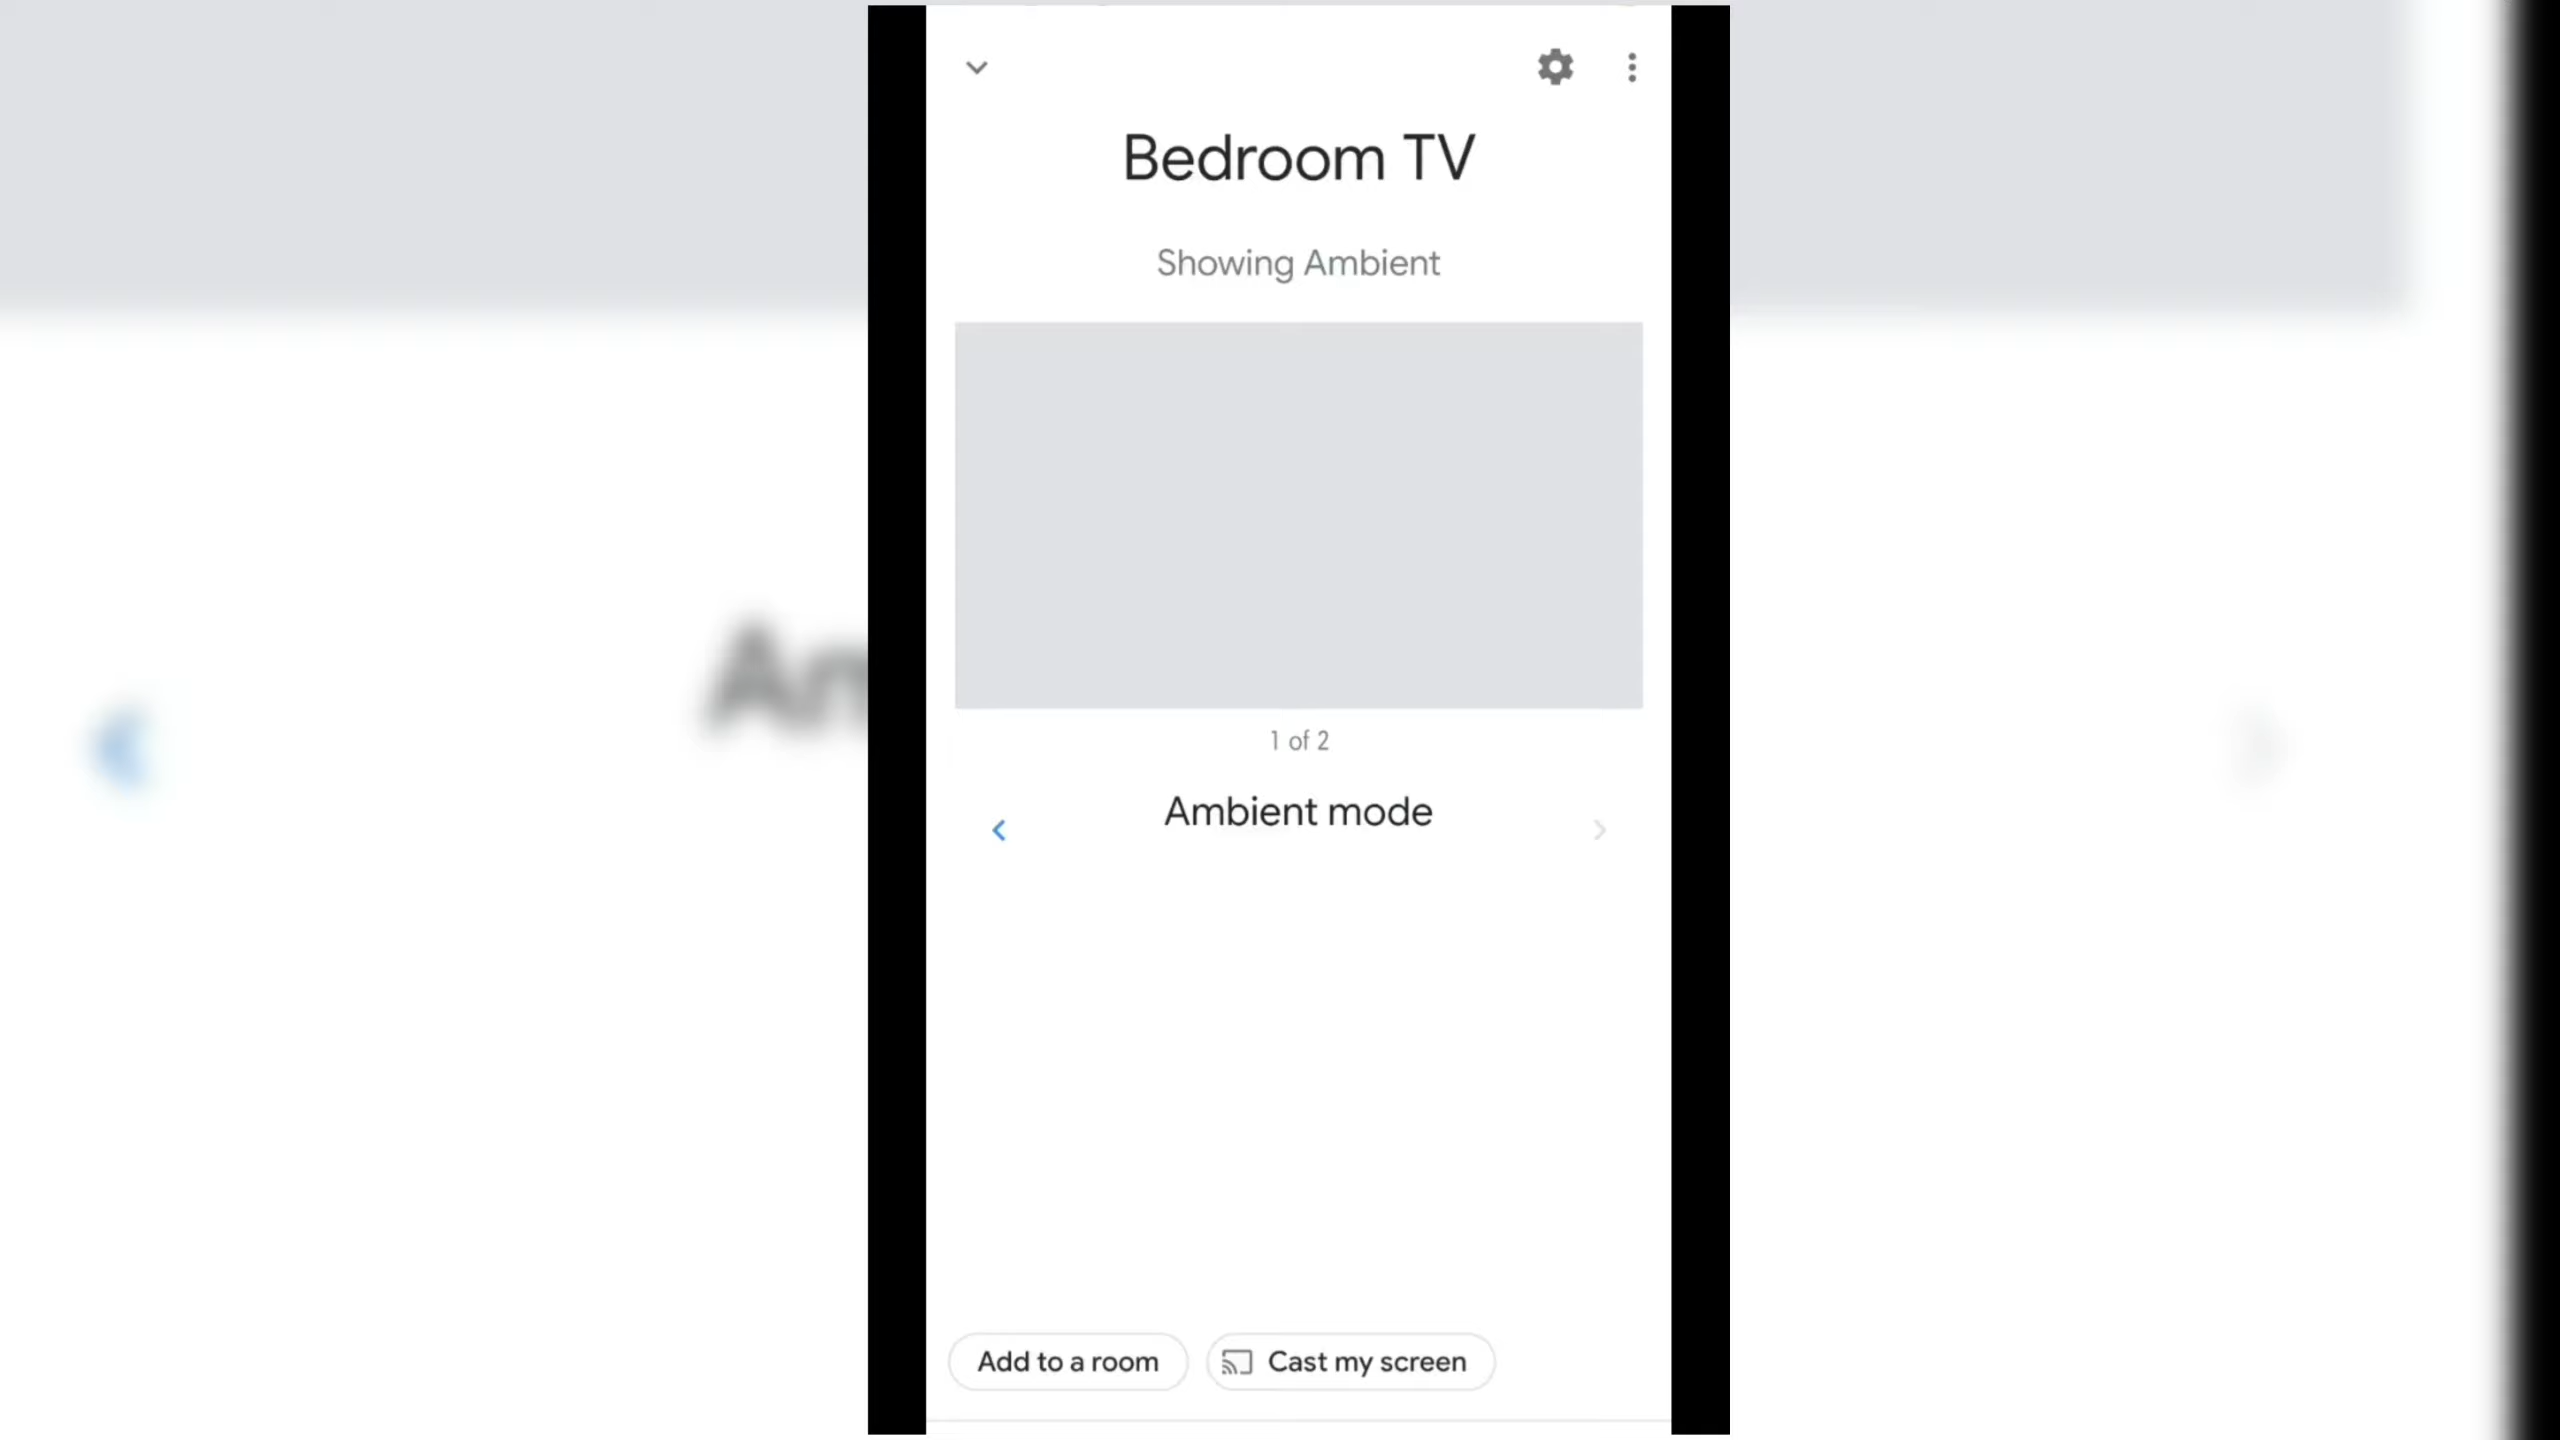 Bedroom TV
Showing Ambient
1 of 2
Ambient mode
Add to a room
Cast my screen